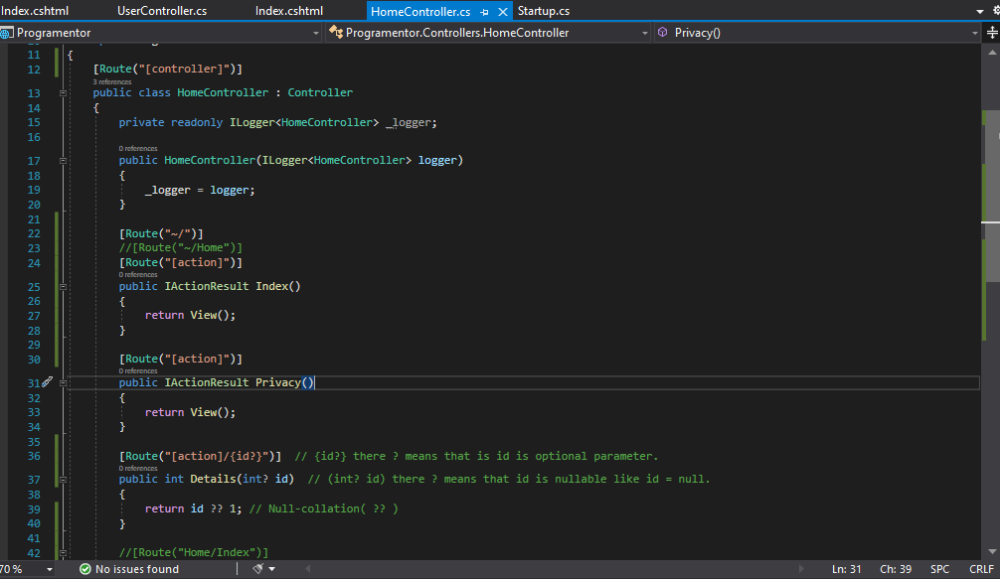 Index.cshtml UserController.cs Index.cshtml HomeController.cs Startup.cs
Programentor Programentor.Controllers.HomeController Privacy()
11 {
12 [Route("[controller]")]
3 references
13 public class HomeController : Controller
14 {
15 private readonly ILogger<HomeController> _logger;
16
0 references
17 public HomeController(ILogger<HomeController> logger)
18 {
19 _logger = logger;
20 }
21
22 [Route("~/")]
23 //[Route("~/Home")]
24 [Route("[action]")]
0 references
25 public IActionResult Index()
26 {
27 return View();
28 }
29
30 [Route("[action]")]
0 references
31 public IActionResult Privacy()
32 {
33 return View();
34 }
35
36 [Route("[action]/{id?}")] // {id?} there ? means that is id is optional parameter.
0 references
37 public int Details(int? id) // (int? id) there ? means that id is nullable like id = null.
38 {
39 return id ?? 1; // Null-collation( ?? )
40 }
41
42 //[Route("Home/Index")]
70 % No issues found Ln: 31 Ch: 39 SPC CRLF